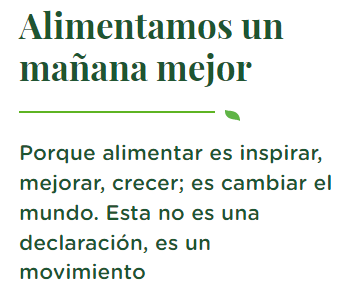 Alimentamos un
mañana mejor
Porque alimentar es inspirar,
mejorar, crecer; es cambiar el
mundo. Esta no es una
declaración, es un
movimiento